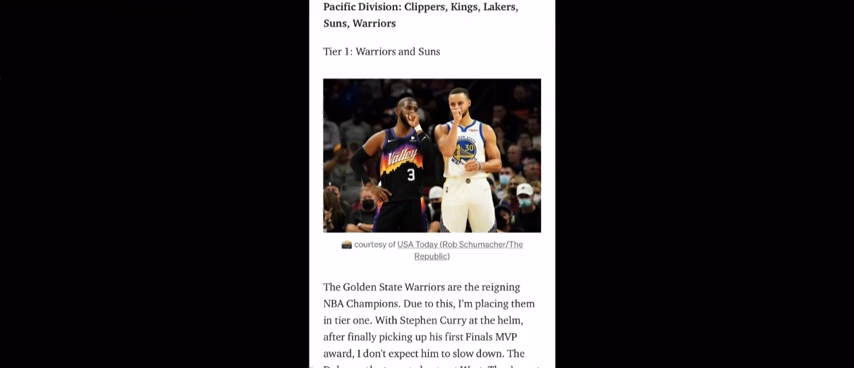 Pacific Division: Clippers, Kings, Lakers,
Suns, Warriors
Tier 1: Warriors and Suns
Valley
3
30
courtesy of USA Today (Rob Schumacher/The
Republic)
The Golden State Warriors are the reigning
NBA Champions. Due to this, I'm placing them
in tier one. With Stephen Curry at the helm,
after finally picking up his first Finals MVP
award, I don't expect him to slow down. The